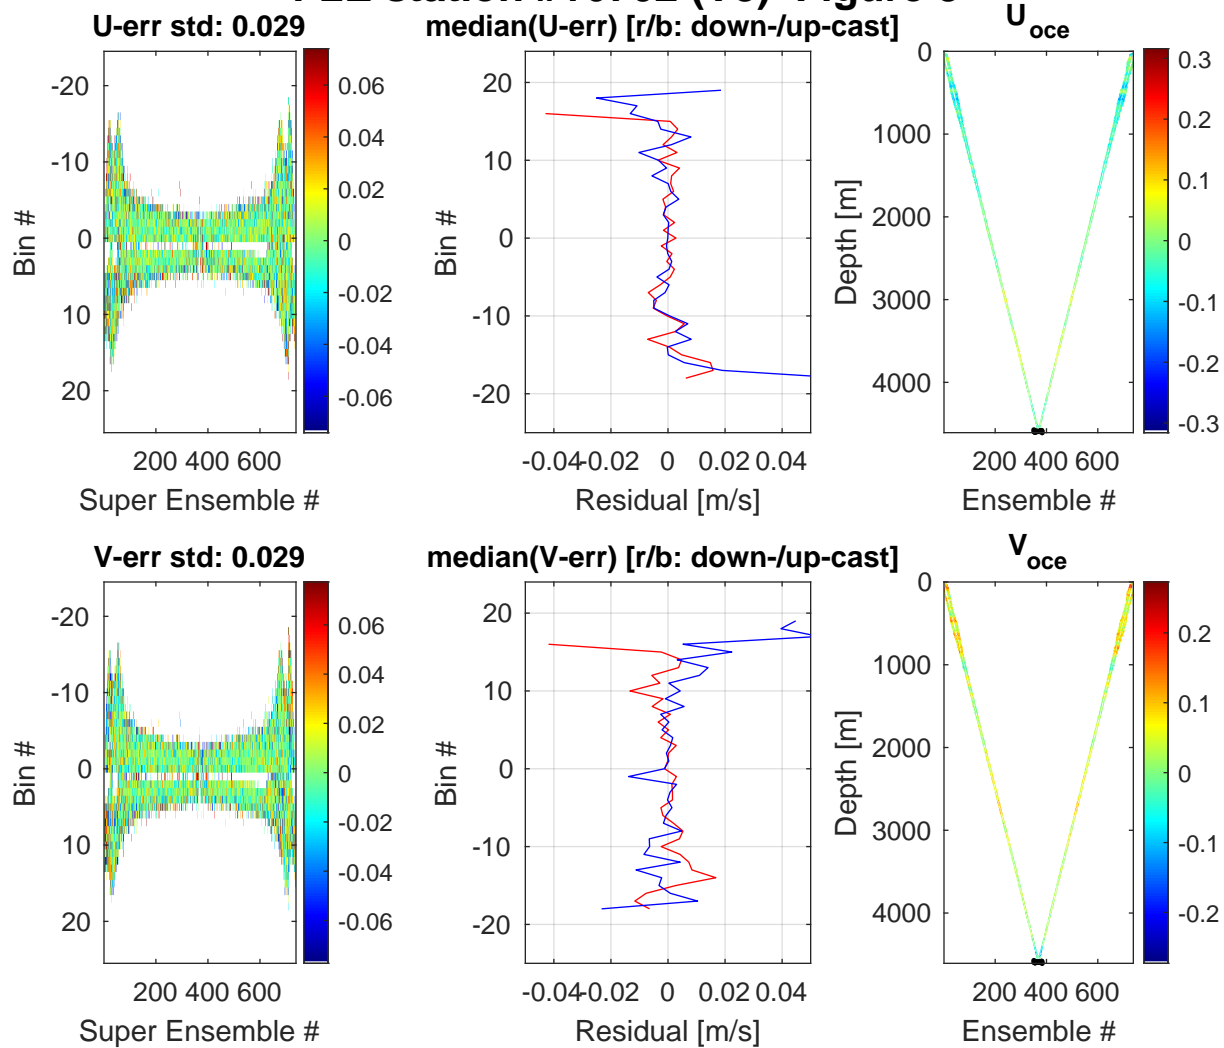 U-err std: 0.029
median(U-err) [r/b: down-/up-cast]
U_oce
-20
-10
0
10
20
Bin #
200 400 600
Super Ensemble #
0.06
0.04
0.02
0
-0.02
-0.04
-0.06
20
10
0
-10
-20
Bin #
-0.04 -0.02 0 0.02 0.04
Residual [m/s]
0
1000
2000
3000
4000
Depth [m]
200 400 600
Ensemble #
0.3
0.2
0.1
0
-0.1
-0.2
-0.3
V-err std: 0.029
median(V-err) [r/b: down-/up-cast]
V_oce
-20
-10
0
10
20
Bin #
200 400 600
Super Ensemble #
0.06
0.04
0.02
0
-0.02
-0.04
-0.06
20
10
0
-10
-20
Bin #
-0.04 -0.02 0 0.02 0.04
Residual [m/s]
0
1000
2000
3000
4000
Depth [m]
200 400 600
Ensemble #
0.2
0.1
0
-0.1
-0.2